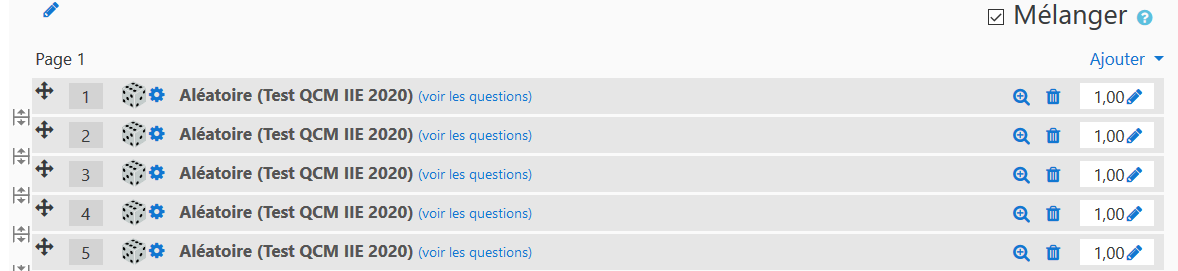 Mélanger
Page 1
Ajouter
1 Aléatoire (Test QCM IIE 2020) (voir les questions) 1,00
2 Aléatoire (Test QCM IIE 2020) (voir les questions) 1,00
3 Aléatoire (Test QCM IIE 2020) (voir les questions) 1,00
4 Aléatoire (Test QCM IIE 2020) (voir les questions) 1,00
5 Aléatoire (Test QCM IIE 2020) (voir les questions) 1,00